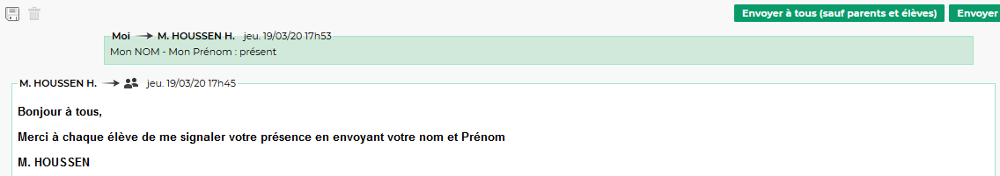 Envoyer à tous (sauf parents et élèves) Envoyer
Moi M. HOUSSEN H. jeu. 19/03/20 17h53
Mon NOM - Mon Prénom : présent
M. HOUSSEN H. jeu. 19/03/20 17h45
Bonjour à tous,
Merci à chaque élève de me signaler votre présence en envoyant votre nom et Prénom
M. HOUSSEN